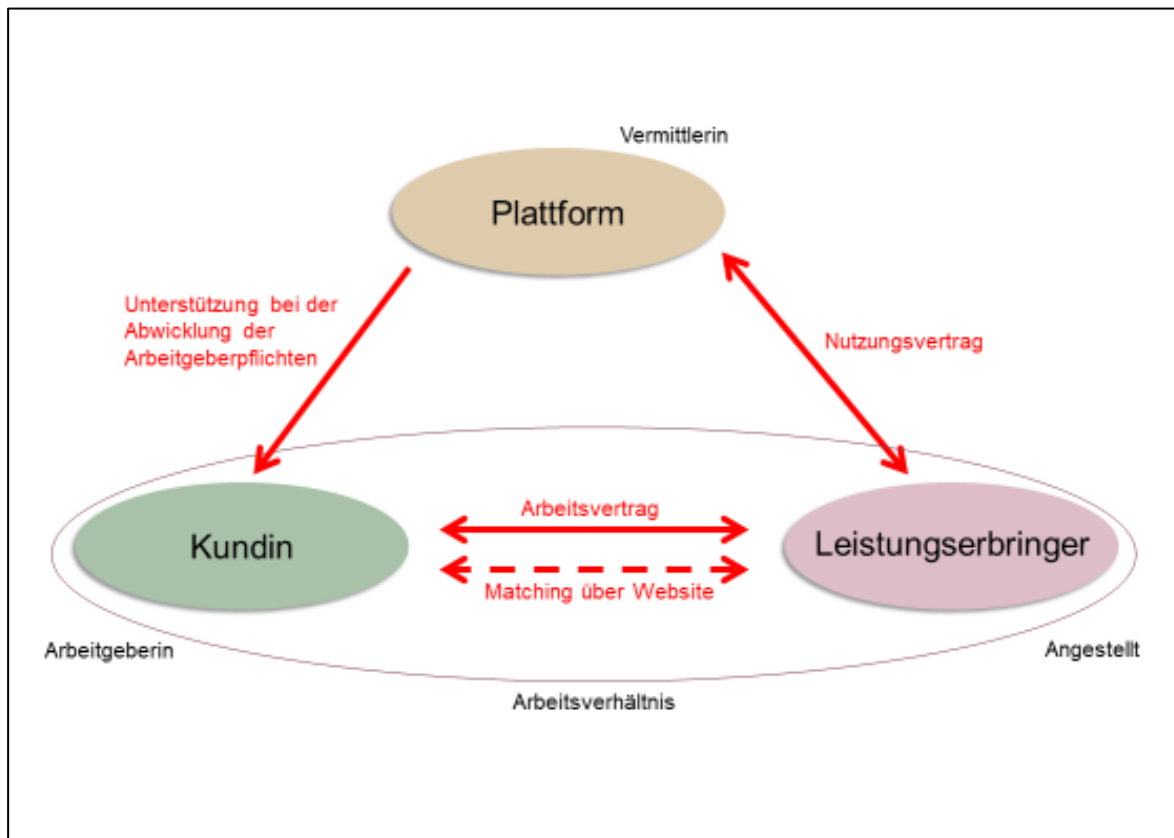 Vermittlerin
Plattform
Unterstützung bei der
Abwicklung der
Arbeitgeberpflichten
Nutzungsvertrag
Arbeitsvertrag
Kundin
Leistungserbringer
Matching über Website
Arbeitgeberin
Angestellt
Arbeitsverhältnis